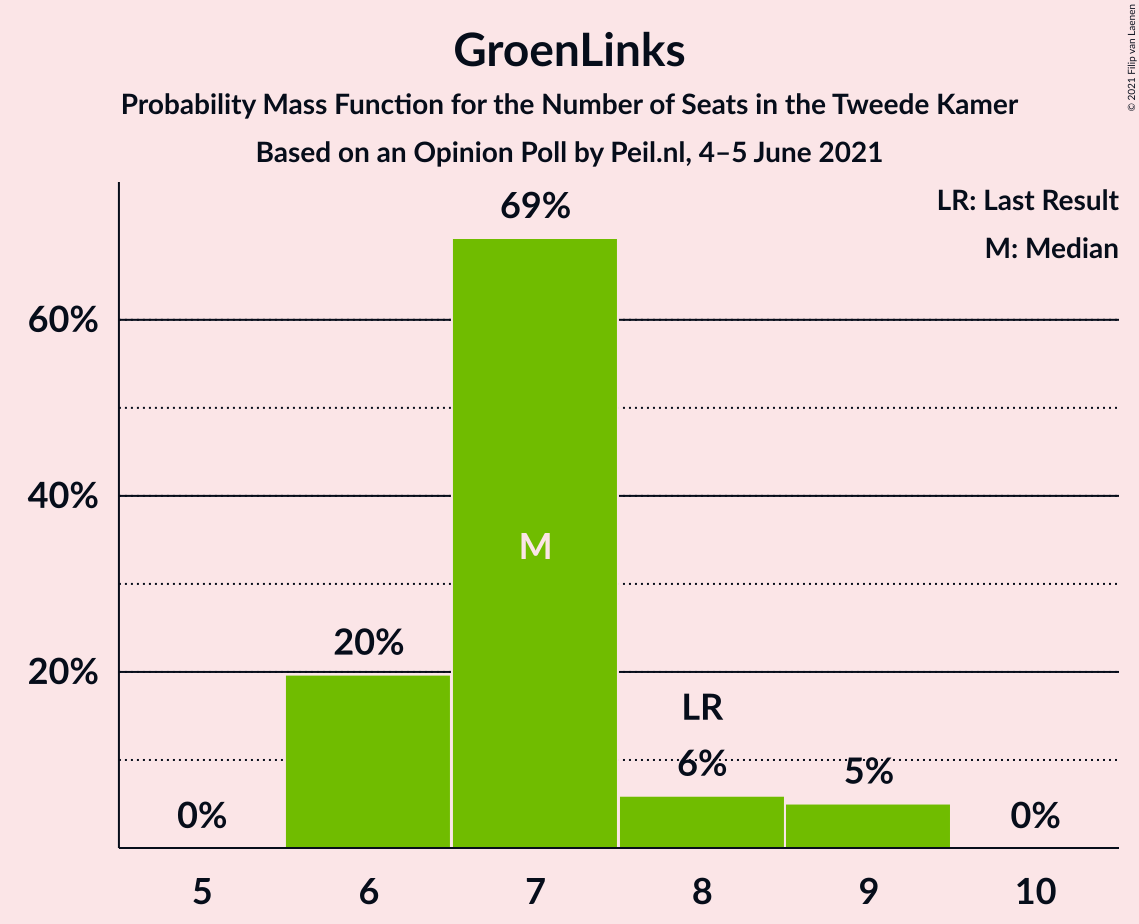 GroenLinks
Probability Mass Function for the Number of Seats in the Tweede Kamer
Based on an Opinion Poll by Peil.nl, 4–5 June 2021
© 2021 Filip van Laenen
LR: Last Result
M: Median
69%
60%
40%
M
20%
20%
LR
6%
5%
0%
0%
5 6 7 8 9 10